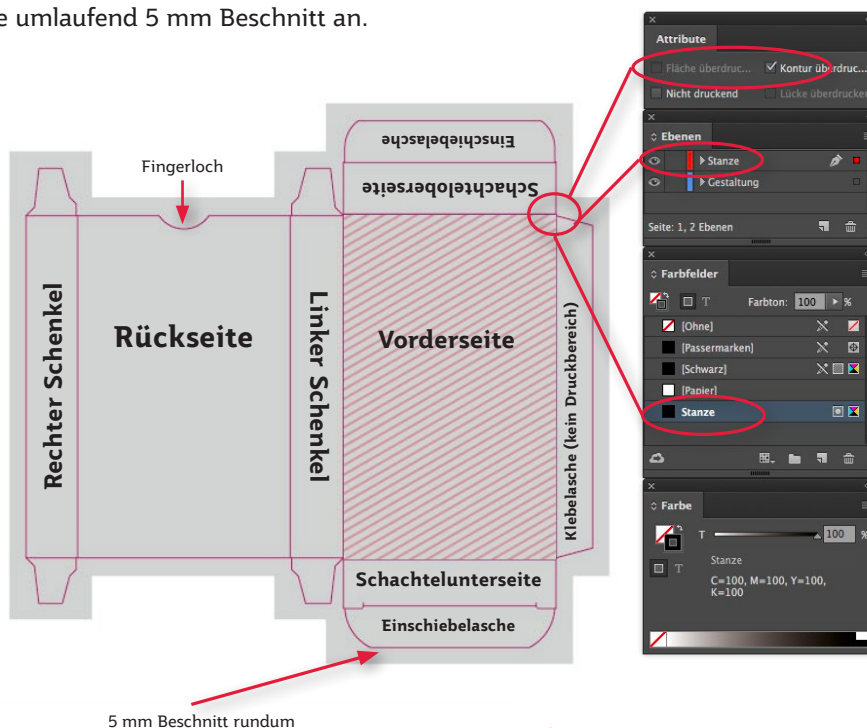 e umlaufend 5 mm Beschnitt an.
Fingerloch
Einschiebelasche
Schachteloberseite
Rechter Schenkel
Rückseite
Linker Schenkel
Vorderseite
Klebelasche (kein Druckbereich)
Schachtelunterseite
Einschiebelasche
5 mm Beschnitt rundum
Attribute
Fläche überdruc... Kontur überdruc...
Nicht druckend Lücke überdrucken
Ebenen
Stanze
Gestaltung
Seite: 1, 2 Ebenen
Farbfelder
T Farbton: 100 %
[Ohne]
[Passermarken]
[Schwarz]
[Papier]
Stanze
Farbe
T 100 %
Stanze
T C=100, M=100, Y=100,
K=100